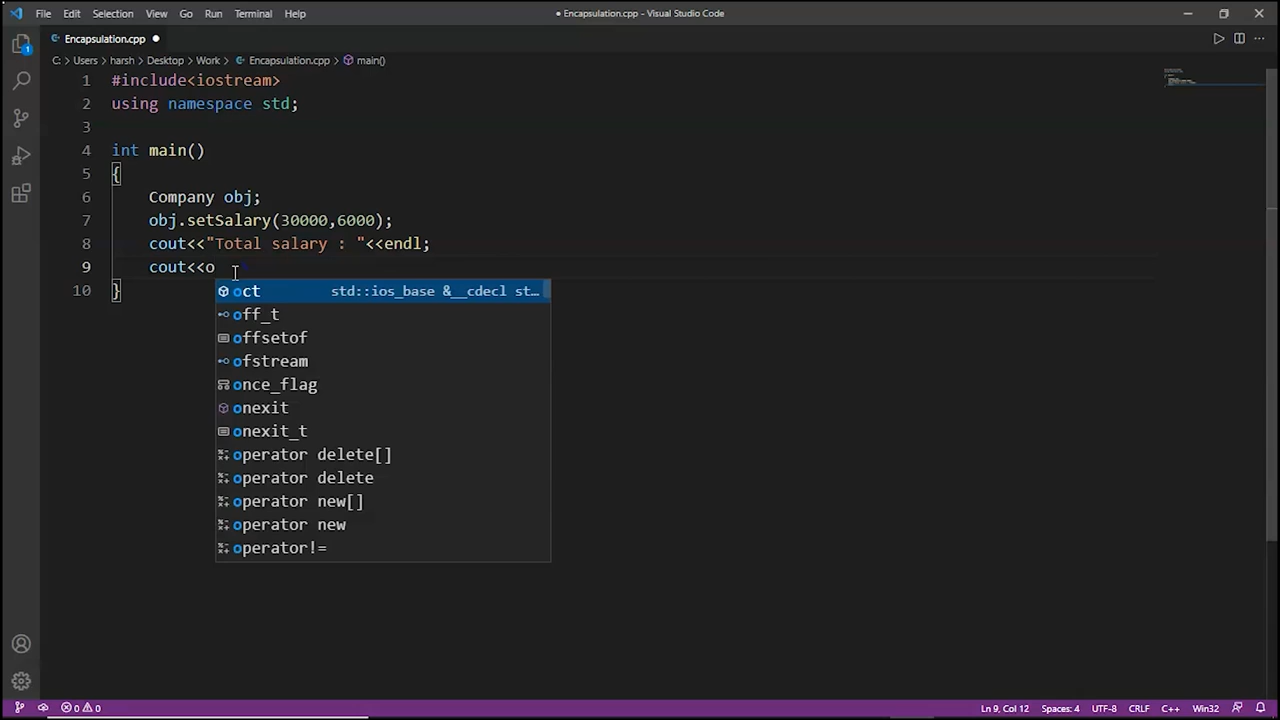 File Edit Selection View Go Run Terminal Help
● Encapsulation.cpp - Visual Studio Code
Encapsulation.cpp ●
C: > Users > harsh > Desktop > Work > Encapsulation.cpp > main()
1 #include<iostream>
2 using namespace std;
3
4 int main()
5 {
6 Company obj;
7 obj.setSalary(30000,6000);
8 cout<<"Total salary : "<<endl;
9 cout<<o
10 }
oct std::ios_base &__cdecl st…
off_t
offsetof
ofstream
once_flag
onexit
onexit_t
operator delete[]
operator delete
operator new[]
operator new
operator!=
1
0 0
Ln 9, Col 12 Spaces: 4 UTF-8 CRLF C++ Win32